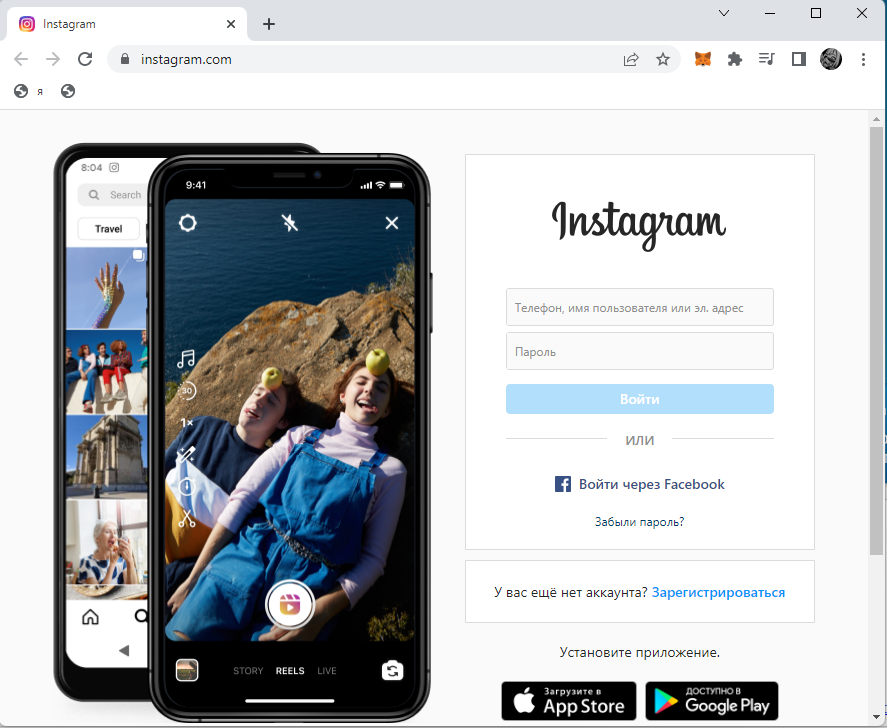 Instagram
instagram.com
я
8:04
Search
Travel
9:41
30
1×
STORY REELS LIVE
Instagram
Телефон, имя пользователя или эл. адрес
Пароль
Войти
ИЛИ
Войти через Facebook
Забыли пароль?
У вас ещё нет аккаунта? Зарегистрироваться
Установите приложение.
Загрузите в
App Store
ДОСТУПНО В
Google Play